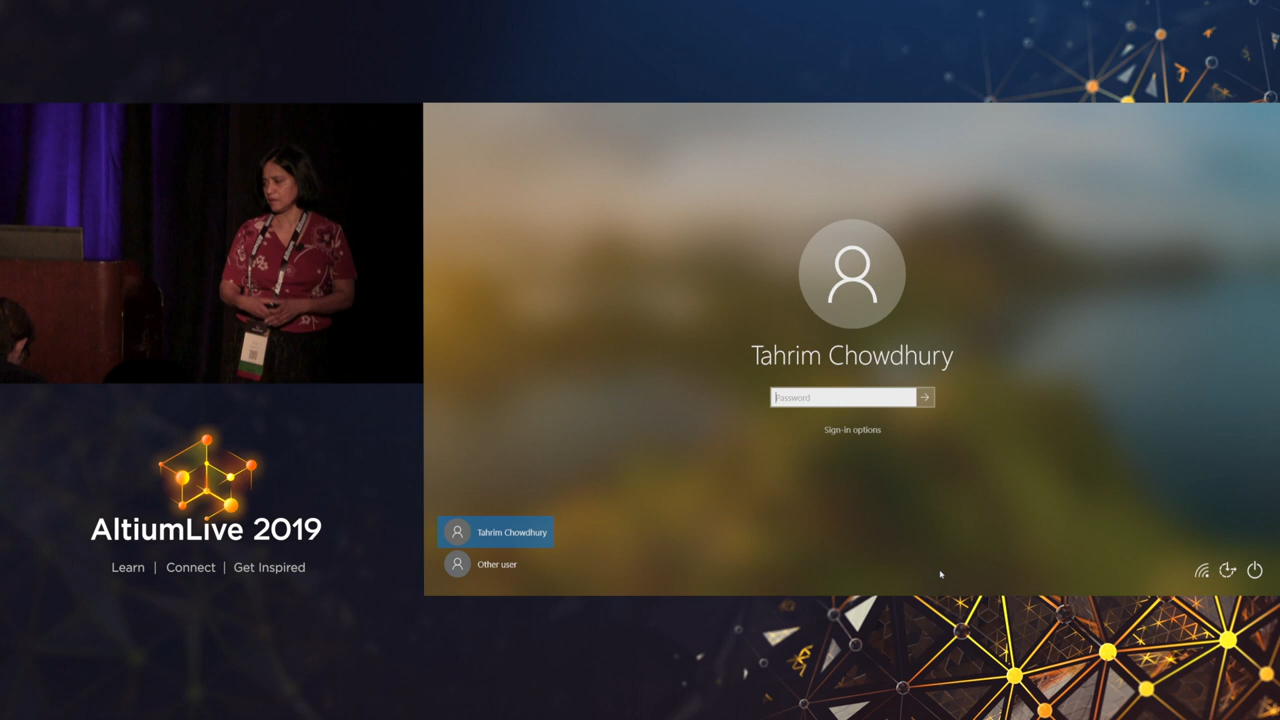 Tahrim Chowdhury
Password
Sign-in options
Tahrim Chowdhury
Other user
AltiumLive 2019
Learn | Connect | Get Inspired